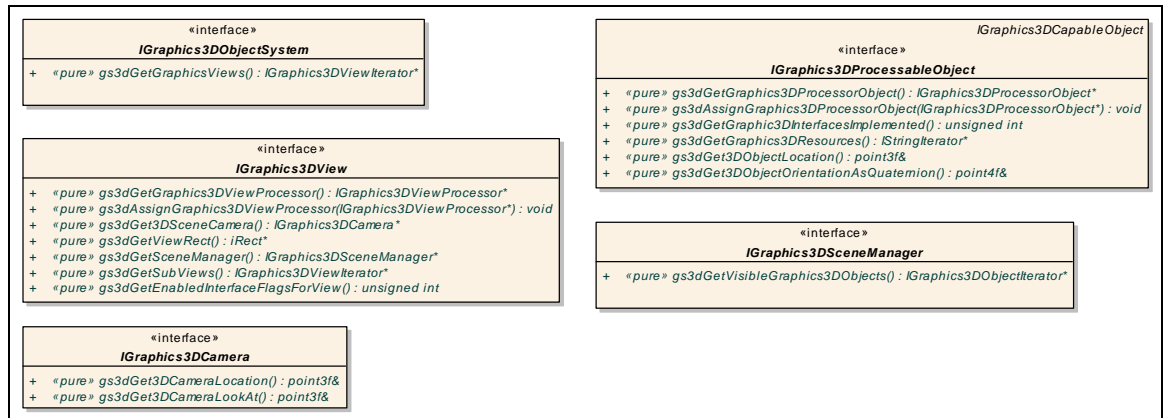 «interface»
IGraphics3DObjectSystem
+ «pure» gs3dGetGraphicsViews() : IGraphics3DViewIterator*
«interface»
IGraphics3DView
+ «pure» gs3dGetGraphics3DViewProcessor() : IGraphics3DViewProcessor*
+ «pure» gs3dAssignGraphics3DViewProcessor(IGraphics3DViewProcessor*) : void
+ «pure» gs3dGet3DSceneCamera() : IGraphics3DCamera*
+ «pure» gs3dGetViewRect() : iRect*
+ «pure» gs3dGetSceneManager() : IGraphics3DSceneManager*
+ «pure» gs3dGetSubViews() : IGraphics3DViewIterator*
+ «pure» gs3dGetEnabledInterfaceFlagsForView() : unsigned int
«interface»
IGraphics3DCamera
+ «pure» gs3dGet3DCameraLocation() : point3f&
+ «pure» gs3dGet3DCameraLookAt() : point3f&
IGraphics3DCapableObject
«interface»
IGraphics3DProcessableObject
+ «pure» gs3dGetGraphics3DProcessorObject() : IGraphics3DProcessorObject*
+ «pure» gs3dAssignGraphics3DProcessorObject(IGraphics3DProcessorObject*) : void
+ «pure» gs3dGetGraphic3DInterfacesImplemented() : unsigned int
+ «pure» gs3dGetGraphics3DResources() : IStringIterator*
+ «pure» gs3dGet3DObjectLocation() : point3f&
+ «pure» gs3dGet3DObjectOrientationAsQuaternion() : point4f&
«interface»
IGraphics3DSceneManager
+ «pure» gs3dGetVisibleGraphics3DObjects() : IGraphics3DObjectIterator*